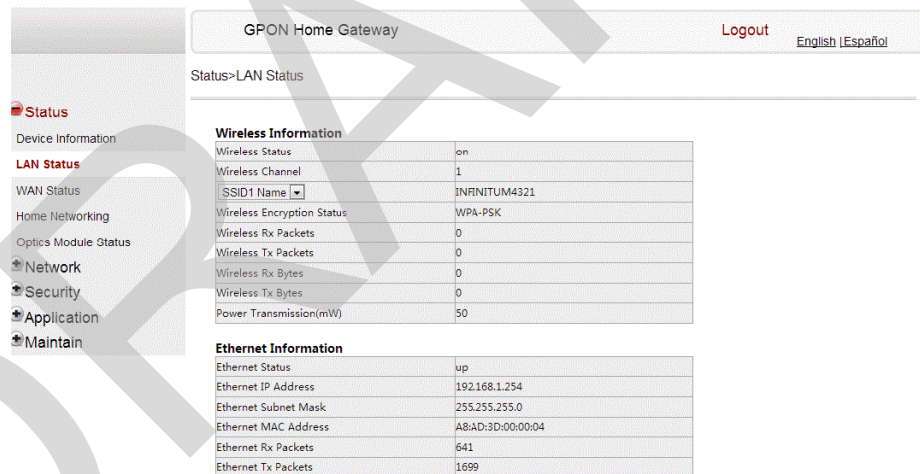 GPON Home Gateway
Logout
English | Español
Status>LAN Status
Status
Device Information
LAN Status
WAN Status
Home Networking
Optics Module Status
Network
Security
Application
Maintain
Wireless Information
Wireless Status on
Wireless Channel 1
SSID1 Name INFINITUM4321
Wireless Encryption Status WPA-PSK
Wireless Rx Packets 0
Wireless Tx Packets 0
Wireless Rx Bytes 0
Wireless Tx Bytes 0
Power Transmission(mW) 50
Ethernet Information
Ethernet Status up
Ethernet IP Address 192.168.1.254
Ethernet Subnet Mask 255.255.255.0
Ethernet MAC Address A8:AD:3D:00:00:04
Ethernet Rx Packets 641
Ethernet Tx Packets 1699